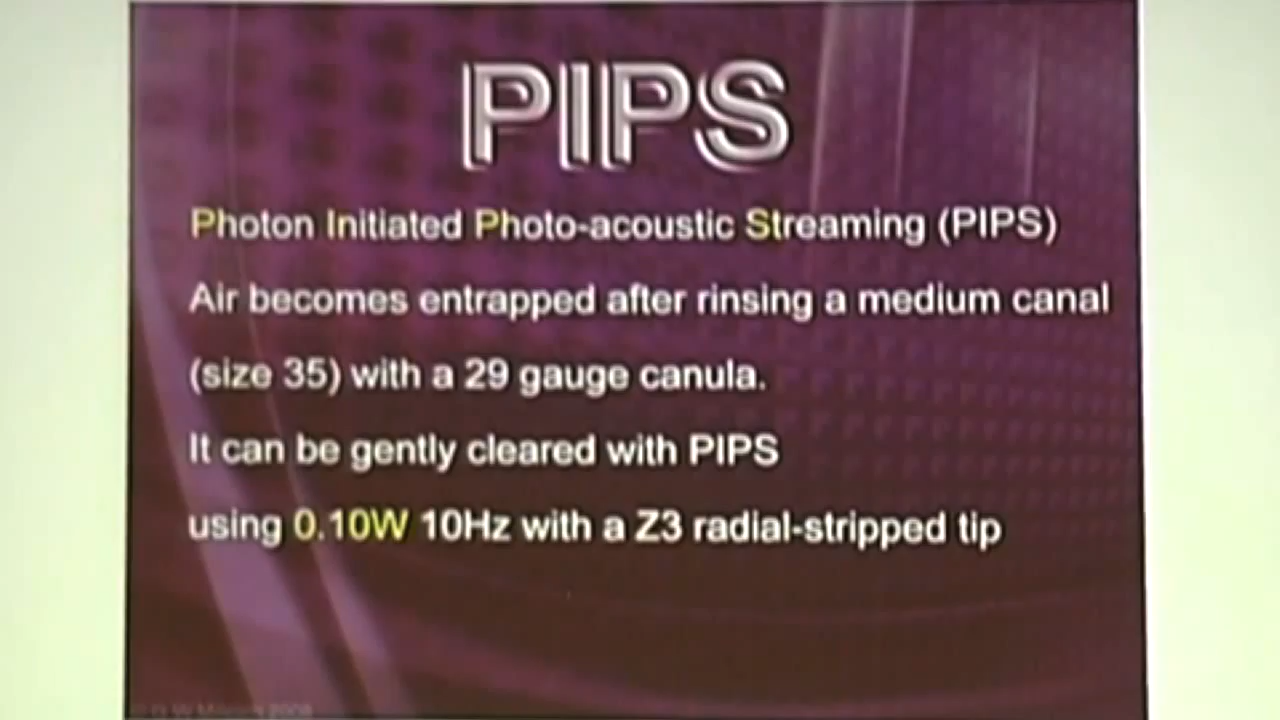 PIPS
Photon Initiated Photo-acoustic Streaming (PIPS)
Air becomes entrapped after rinsing a medium canal
(size 35) with a 29 gauge canula.
It can be gently cleared with PIPS
using 0.10W 10Hz with a Z3 radial-stripped tip